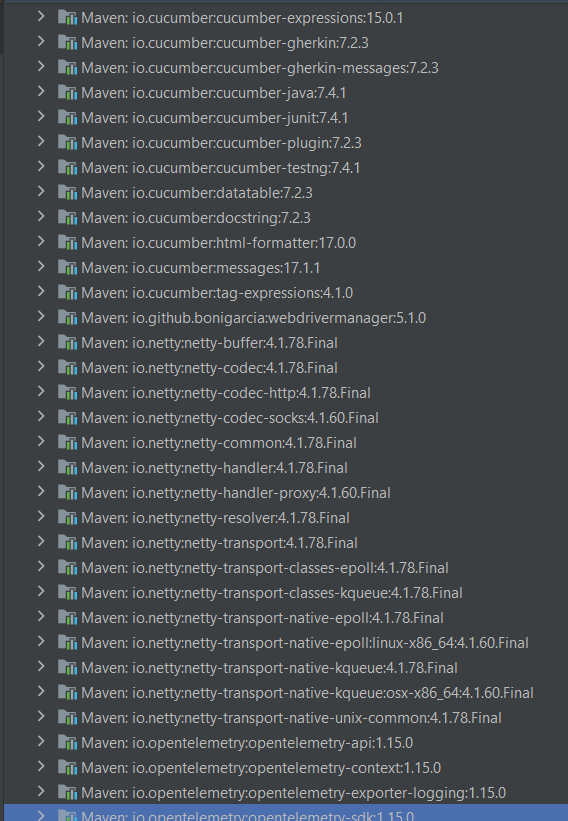 Maven: io.cucumber:cucumber-expressions:15.0.1
Maven: io.cucumber:cucumber-gherkin:7.2.3
Maven: io.cucumber:cucumber-gherkin-messages:7.2.3
Maven: io.cucumber:cucumber-java:7.4.1
Maven: io.cucumber:cucumber-junit:7.4.1
Maven: io.cucumber:cucumber-plugin:7.2.3
Maven: io.cucumber:cucumber-testng:7.4.1
Maven: io.cucumber:datatable:7.2.3
Maven: io.cucumber:docstring:7.2.3
Maven: io.cucumber:html-formatter:17.0.0
Maven: io.cucumber:messages:17.1.1
Maven: io.cucumber:tag-expressions:4.1.0
Maven: io.github.bonigarcia:webdrivermanager:5.1.0
Maven: io.netty:netty-buffer:4.1.78.Final
Maven: io.netty:netty-codec:4.1.78.Final
Maven: io.netty:netty-codec-http:4.1.78.Final
Maven: io.netty:netty-codec-socks:4.1.60.Final
Maven: io.netty:netty-common:4.1.78.Final
Maven: io.netty:netty-handler:4.1.78.Final
Maven: io.netty:netty-handler-proxy:4.1.60.Final
Maven: io.netty:netty-resolver:4.1.78.Final
Maven: io.netty:netty-transport:4.1.78.Final
Maven: io.netty:netty-transport-classes-epoll:4.1.78.Final
Maven: io.netty:netty-transport-classes-kqueue:4.1.78.Final
Maven: io.netty:netty-transport-native-epoll:4.1.78.Final
Maven: io.netty:netty-transport-native-epoll:linux-x86_64:4.1.60.Final
Maven: io.netty:netty-transport-native-kqueue:4.1.78.Final
Maven: io.netty:netty-transport-native-kqueue:osx-x86_64:4.1.60.Final
Maven: io.netty:netty-transport-native-unix-common:4.1.78.Final
Maven: io.opentelemetry:opentelemetry-api:1.15.0
Maven: io.opentelemetry:opentelemetry-context:1.15.0
Maven: io.opentelemetry:opentelemetry-exporter-logging:1.15.0
Maven: io.opentelemetry:opentelemetry-sdk:1.15.0